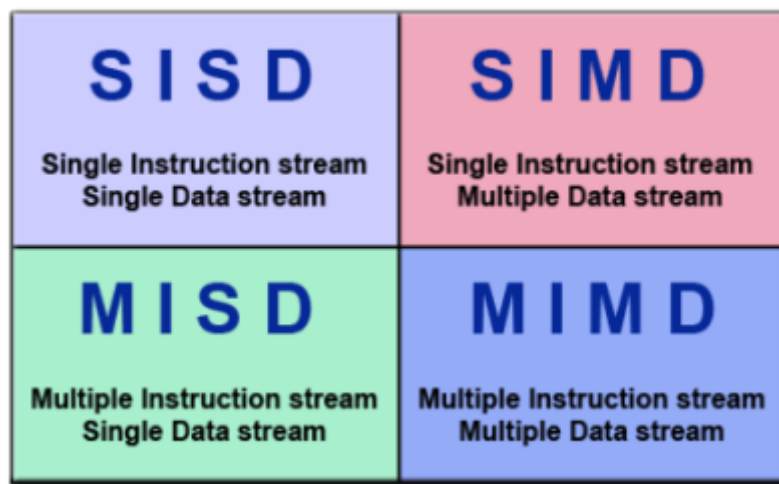 SISD
Single Instruction stream
Single Data stream
SIMD
Single Instruction stream
Multiple Data stream
MISD
Multiple Instruction stream
Single Data stream
MIMD
Multiple Instruction stream
Multiple Data stream